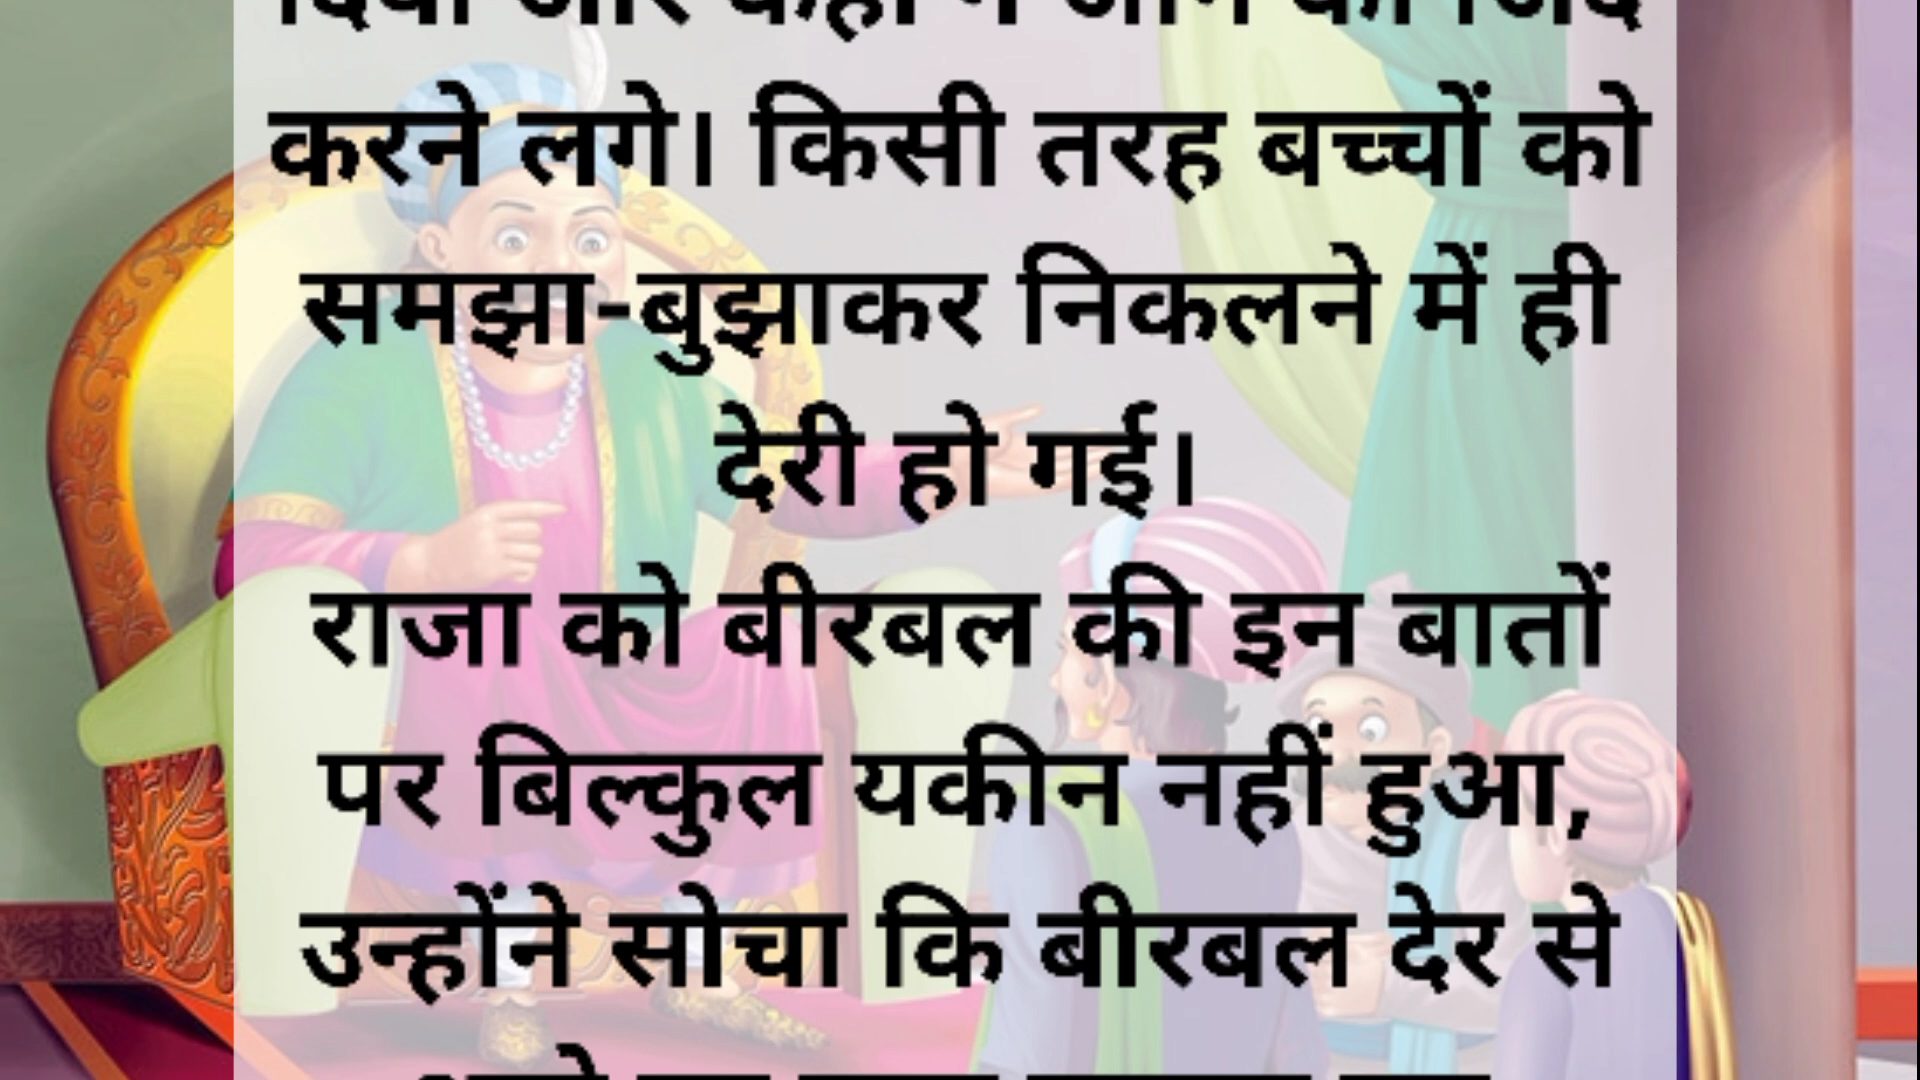 करने लगे। किसी तरह बच्चों को
समझा-बुझाकर निकलने में ही
देरी हो गई।
राजा को बीरबल की इन बातों
पर बिल्कुल यकीन नहीं हुआ,
उन्होंने सोचा कि बीरबल देर से